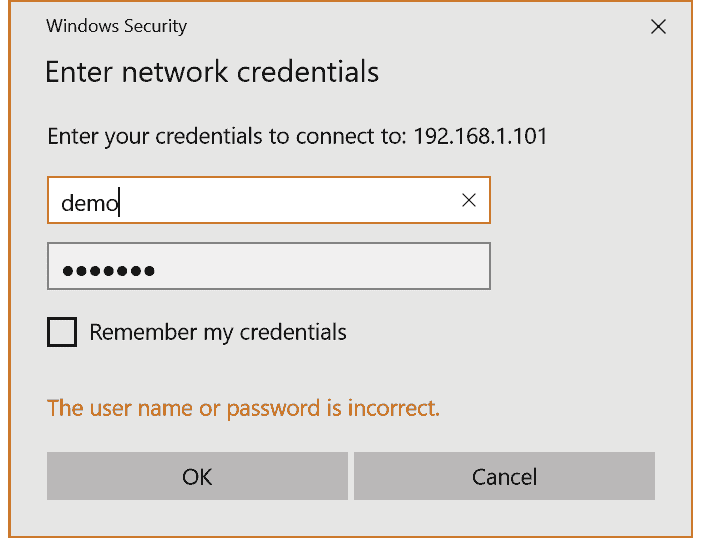 Windows Security
Enter network credentials
Enter your credentials to connect to: 192.168.1.101
demo
●●●●●●●
Remember my credentials
The user name or password is incorrect.
OK
Cancel